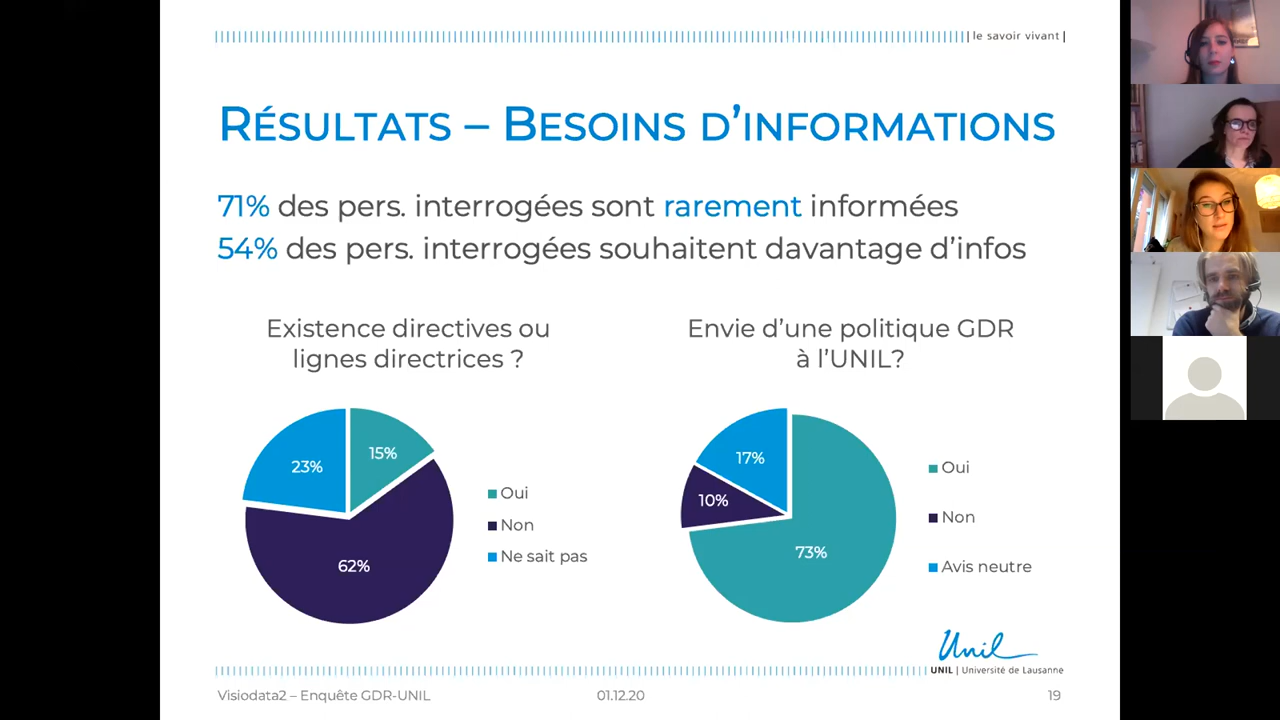 | le savoir vivant |
RÉSULTATS – BESOINS D’INFORMATIONS
71% des pers. interrogées sont rarement informées
54% des pers. interrogées souhaitent davantage d’infos
Existence directives ou
lignes directrices ?
15%
23%
62%
Oui
Non
Ne sait pas
Envie d’une politique GDR
à l’UNIL?
17%
10%
73%
Oui
Non
Avis neutre
Unil
UNIL | Université de Lausanne
Visiodata2 – Enquête GDR-UNIL
01.12.20
19